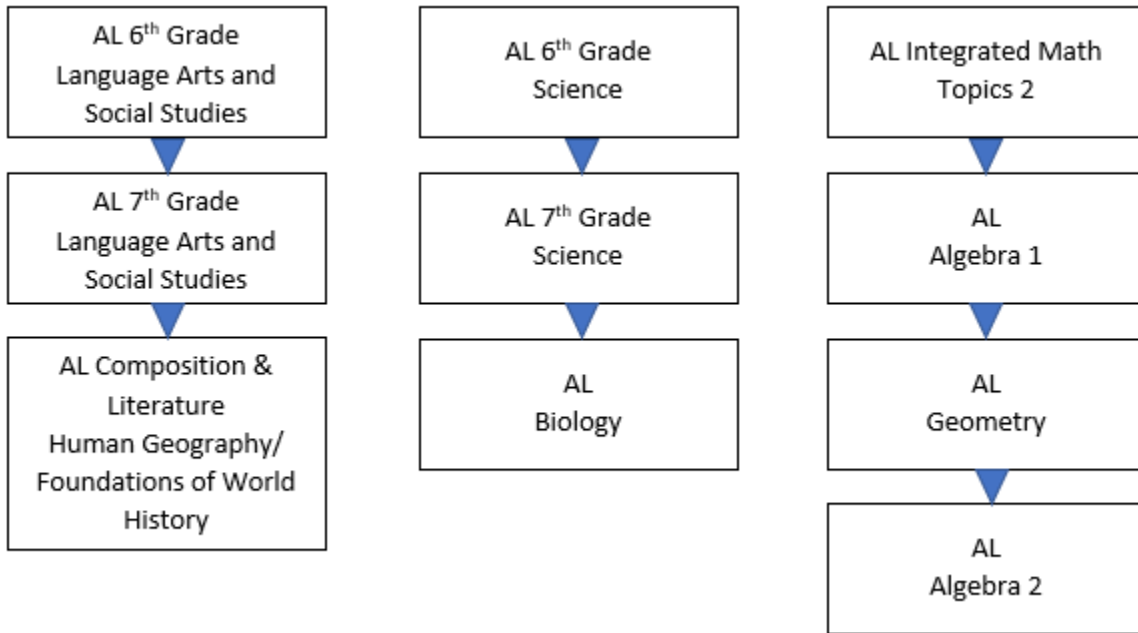 AL 6th Grade
Language Arts and
Social Studies
AL 7th Grade
Language Arts and
Social Studies
AL Composition &
Literature
Human Geography/
Foundations of World
History
AL 6th Grade
Science
AL 7th Grade
Science
AL
Biology
AL Integrated Math
Topics 2
AL
Algebra 1
AL
Geometry
AL
Algebra 2